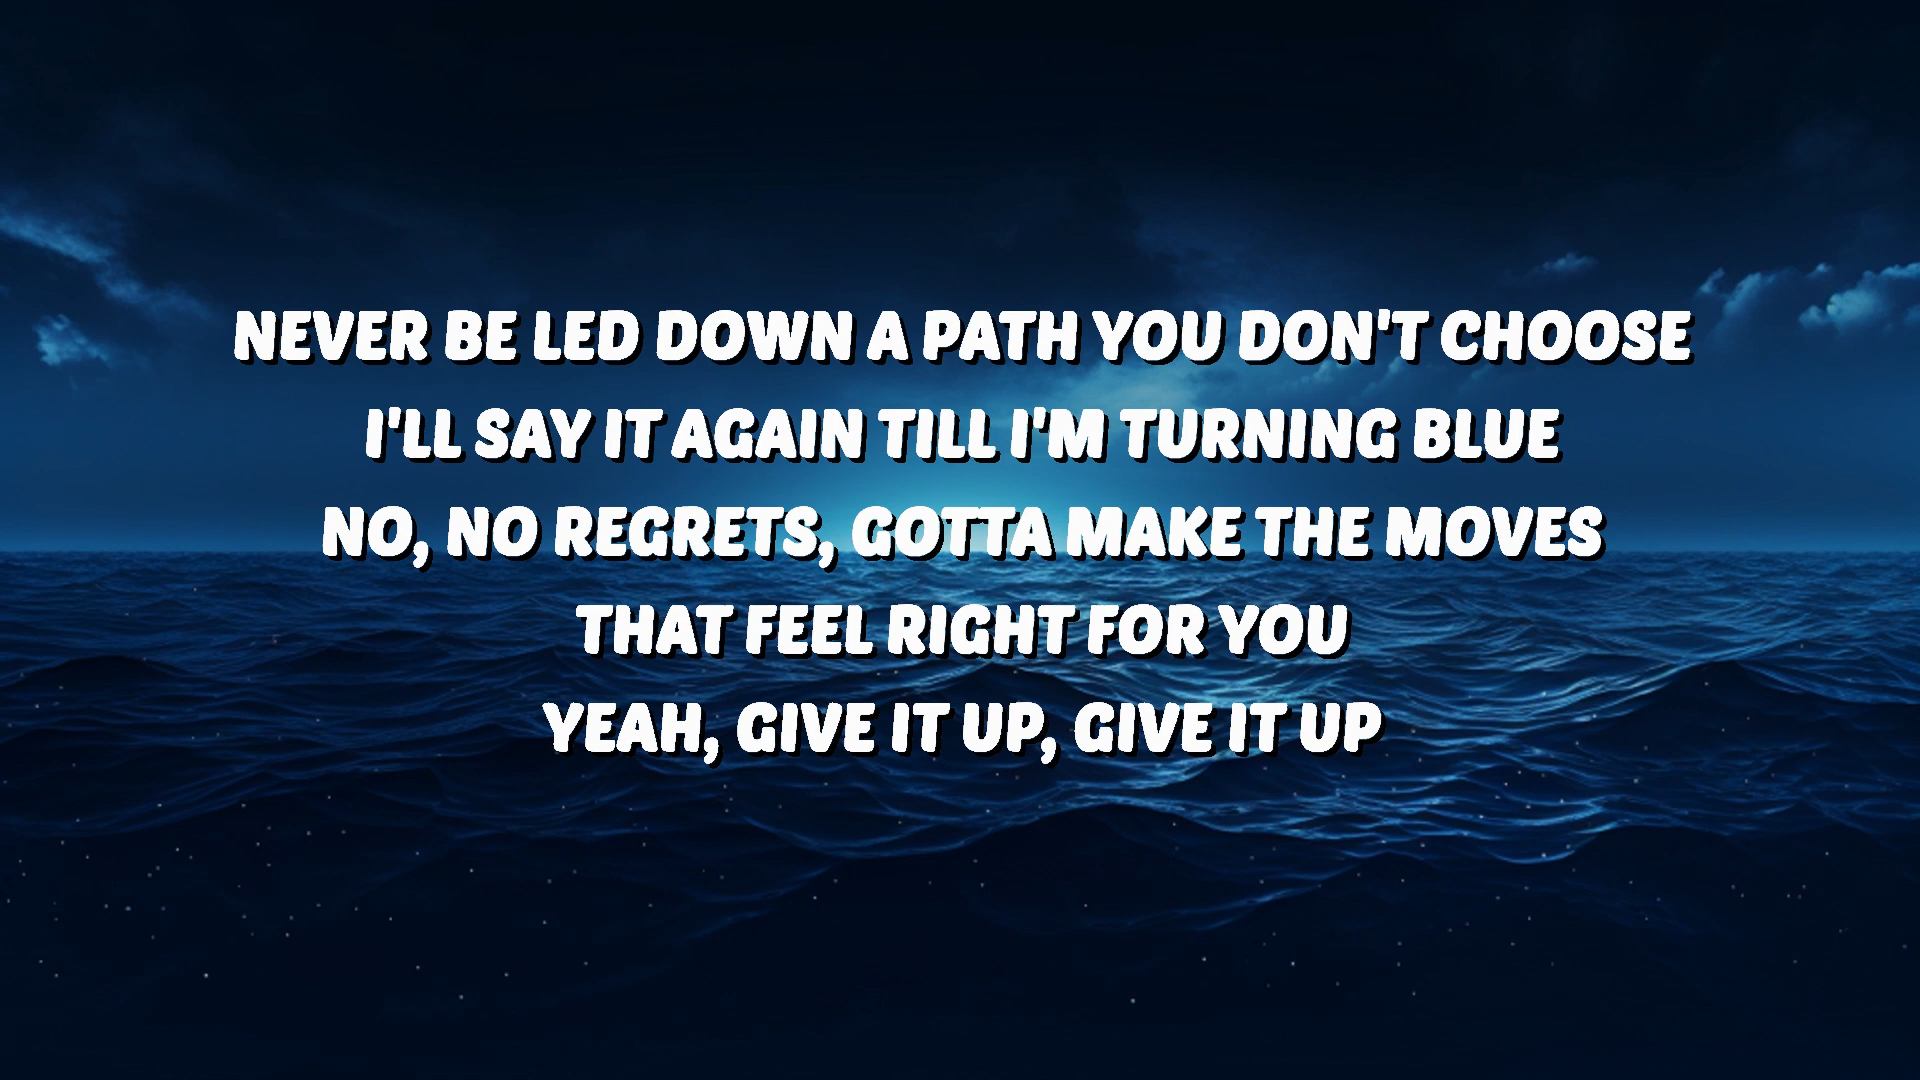 NEVER BE LED DOWN A PATH YOU DON'T CHOOSE
I'LL SAY IT AGAIN TILL I'M TURNING BLUE
NO, NO REGRETS, GOTTA MAKE THE MOVES
THAT FEEL RIGHT FOR YOU
YEAH, GIVE IT UP, GIVE IT UP